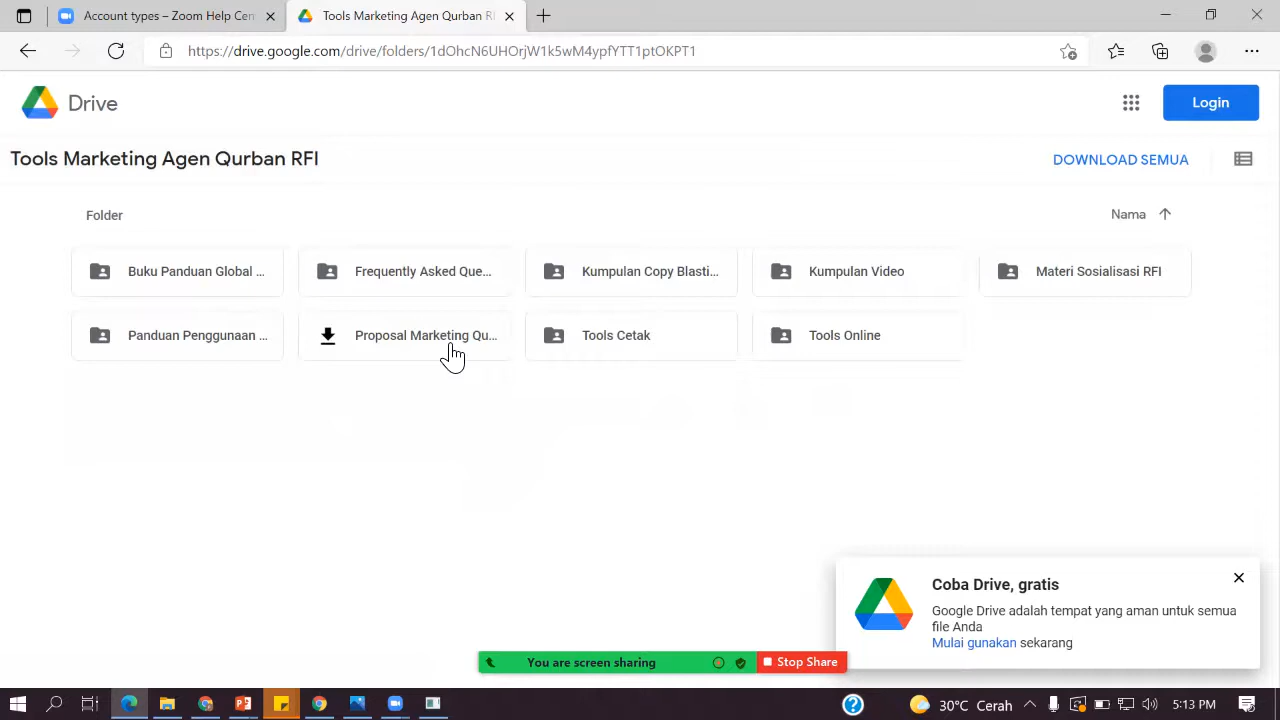 Account types – Zoom Help Cen
Tools Marketing Agen Qurban RF
https://drive.google.com/drive/folders/1dOhcN6UHOrjW1k5wM4ypfYTT1ptOKPT1
Drive
Login
Tools Marketing Agen Qurban RFI
DOWNLOAD SEMUA
Folder
Nama
Buku Panduan Global ...
Frequently Asked Que...
Kumpulan Copy Blasti...
Kumpulan Video
Materi Sosialisasi RFI
Panduan Penggunaan ...
Proposal Marketing Qu...
Tools Cetak
Tools Online
Coba Drive, gratis
Google Drive adalah tempat yang aman untuk semua
file Anda
Mulai gunakan sekarang
You are screen sharing
Stop Share
30°C Cerah
5:13 PM